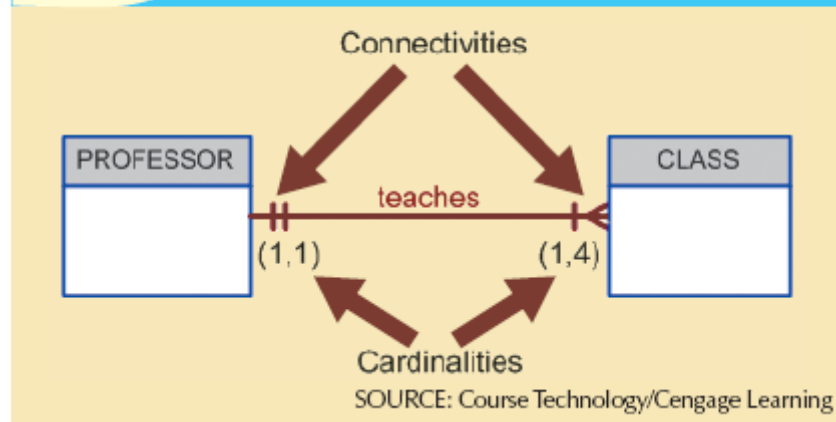 Connectivities
PROFESSOR
CLASS
teaches
(1,1)
(1,4)
Cardinalities
SOURCE: Course Technology/Cengage Learning